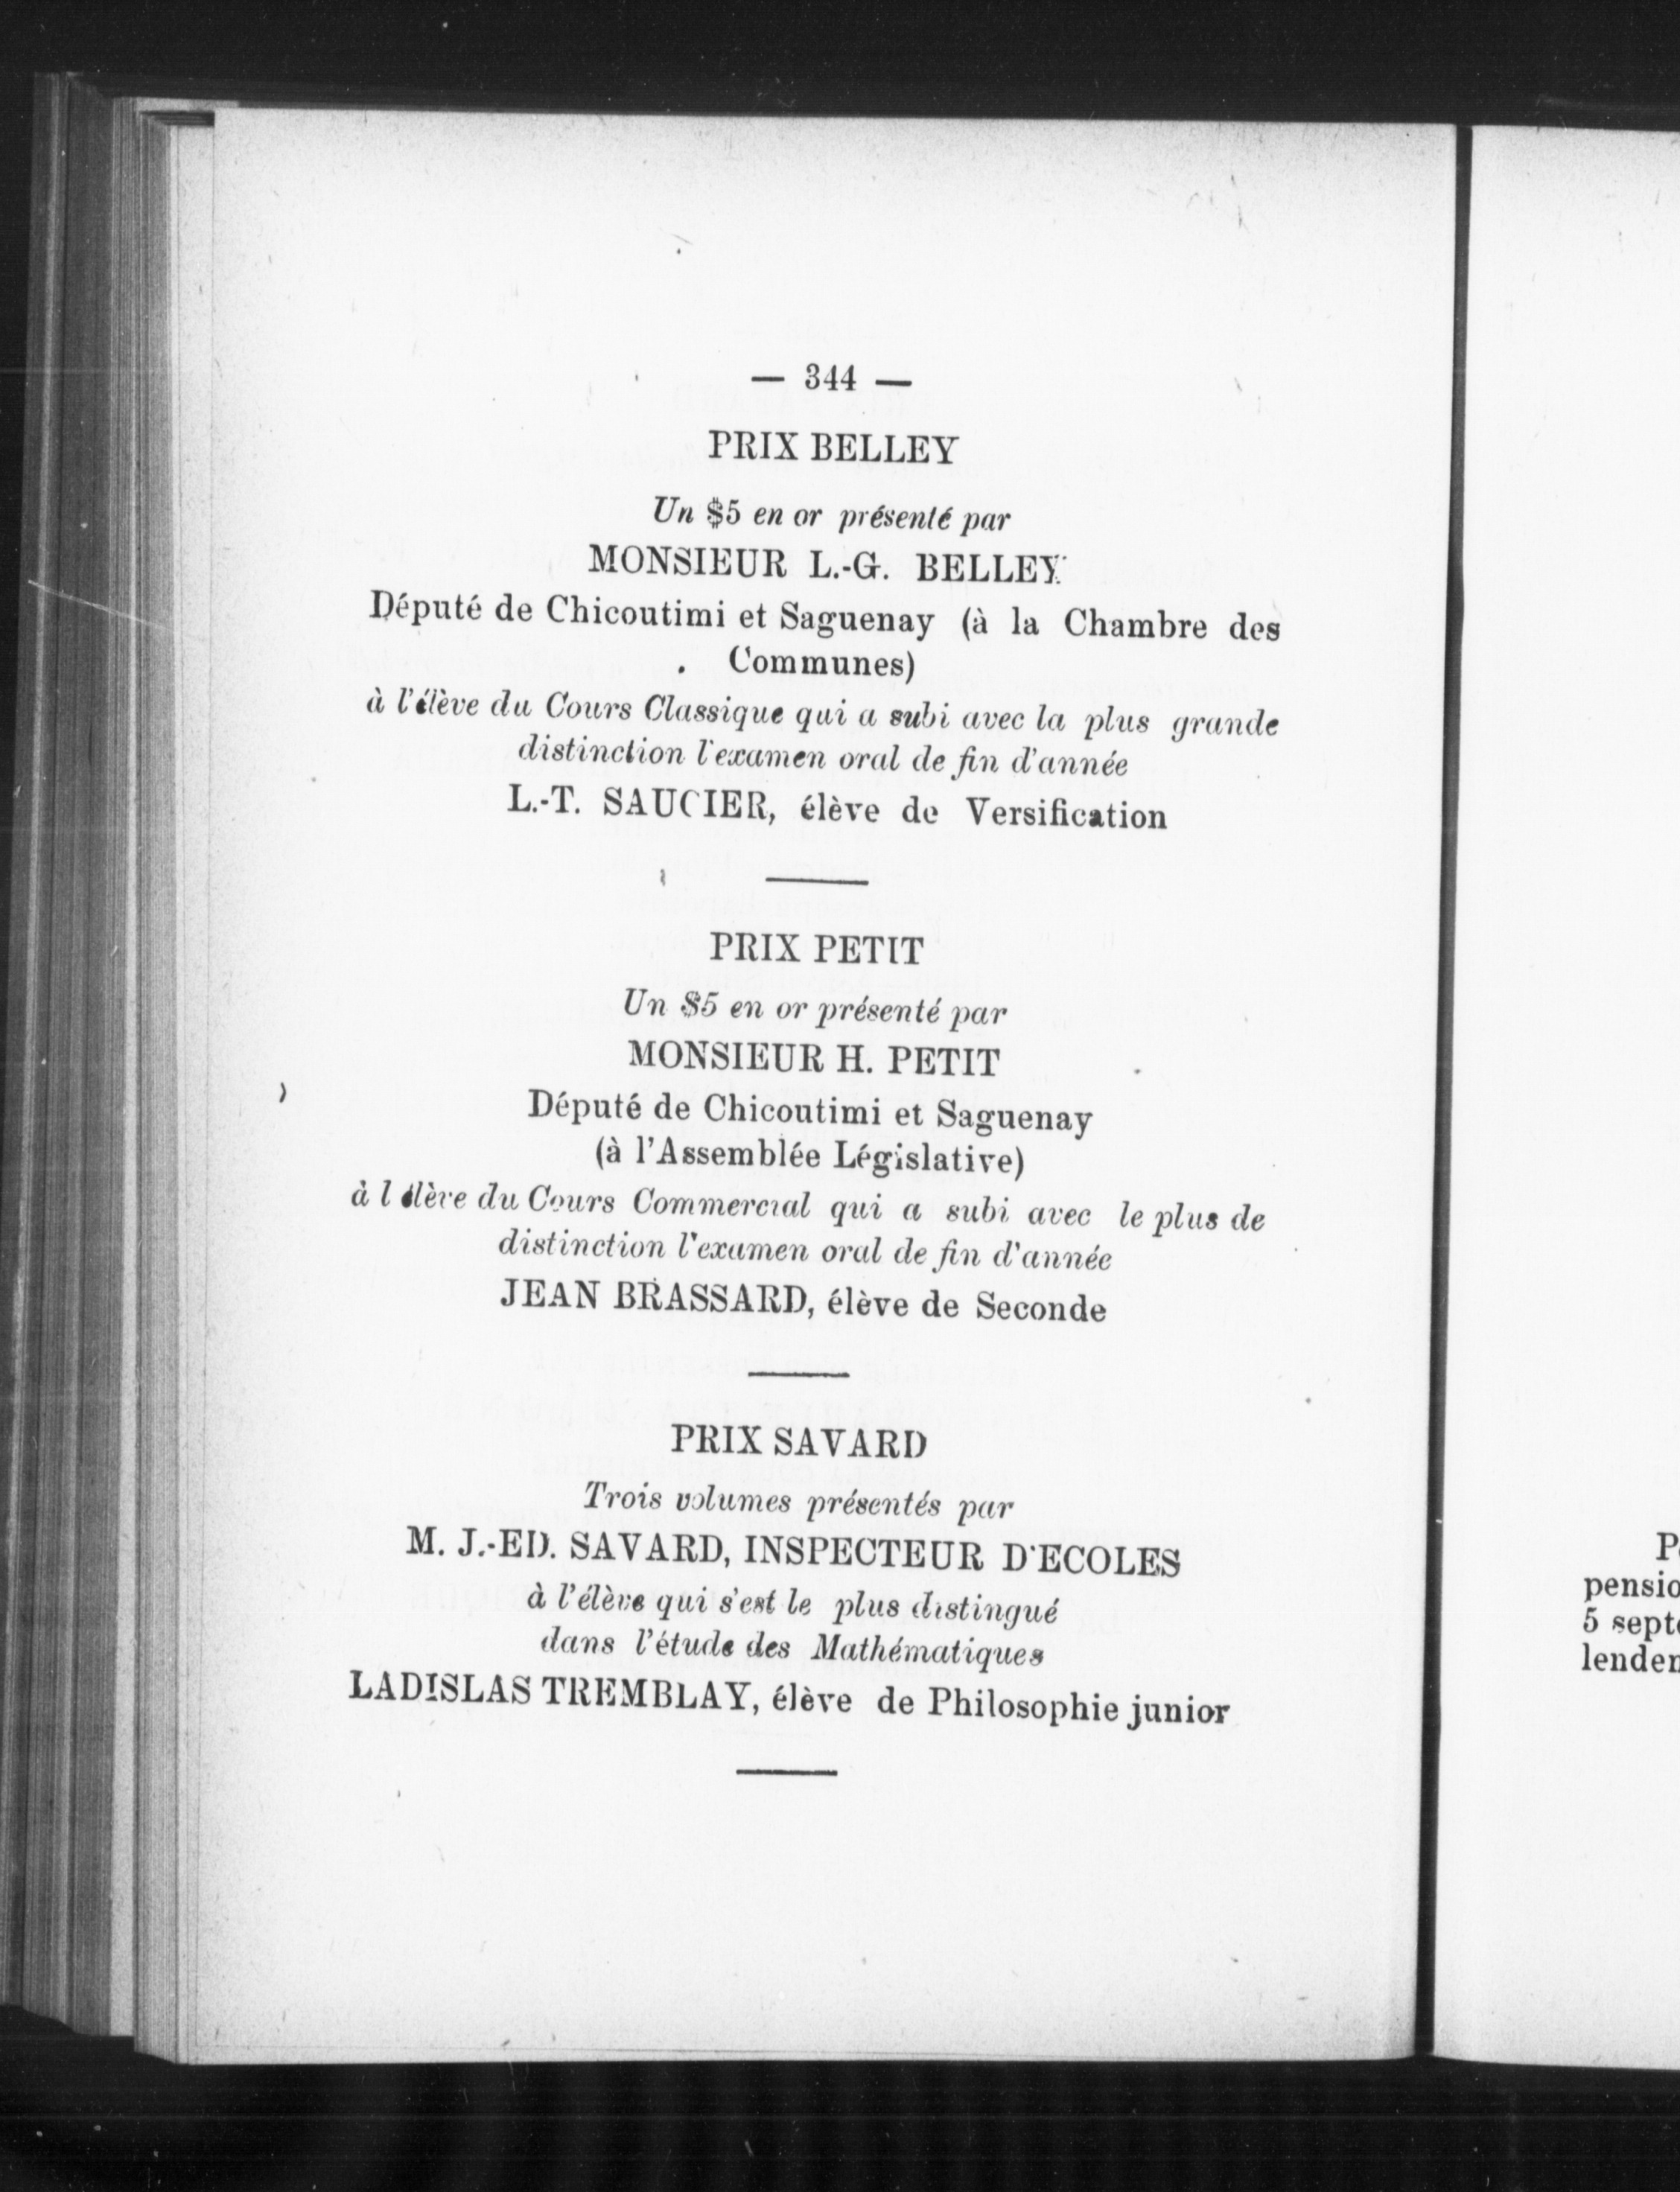 — 344 —
PRIX BELLEY
Un $5 en or présenté par
MONSIEUR L.-G. BELLEY
Député de Chicoutimi et Saguenay (à la Chambre des
Communes)
à l'élève du Cours Classique qui a subi avec la plus grande
distinction l'examen oral de fin d'année
L.-T. SAUCIER, élève de Versification
PRIX PETIT
Un $5 en or présenté par
MONSIEUR H. PETIT
Député de Chicoutimi et Saguenay
(à l'Assemblée Législative)
à l élève du Cours Commercial qui a subi avec le plus de
distinction l'examen oral de fin d'année
JEAN BRASSARD, élève de Seconde
PRIX SAVARD
Trois volumes présentés par
M. J.-ED. SAVARD, INSPECTEUR D'ECOLES
à l'élève qui s'est le plus distingué
dans l'étude des Mathématiques
LADISLAS TREMBLAY, élève de Philosophie junior
pensio
5 septe